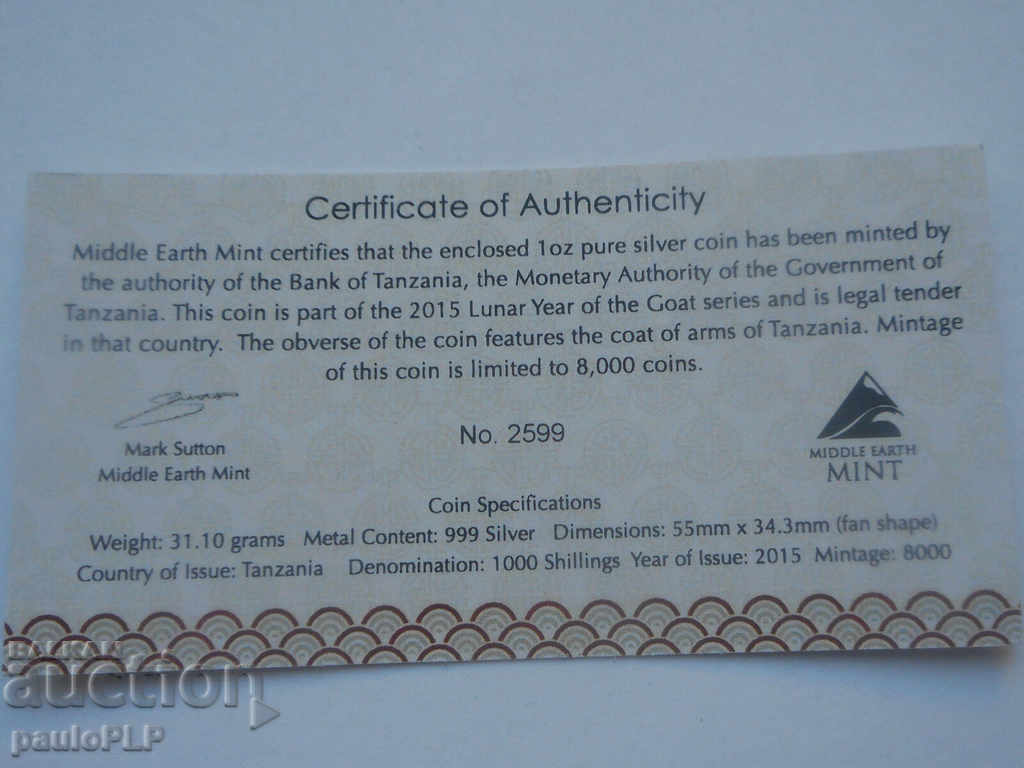 Certificate of Authenticity
Middle Earth Mint certifies that the enclosed 1oz pure silver coin has been minted by
the authority of the Bank of Tanzania, the Monetary Authority of the Government of
Tanzania. This coin is part of the 2015 Lunar Year of the Goat series and is legal tender
in that country. The obverse of the coin features the coat of arms of Tanzania. Mintage
of this coin is limited to 8,000 coins.
Mark Sutton
Middle Earth Mint
No. 2599
MIDDLE EARTH
MINT
Coin Specifications
Weight: 31.10 grams Metal Content: 999 Silver Dimensions: 55mm x 34.3mm (fan shape)
Country of Issue: Tanzania Denomination: 1000 Shillings Year of Issue: 2015 Mintage: 8000
BALKAN
auction
pauloPLP